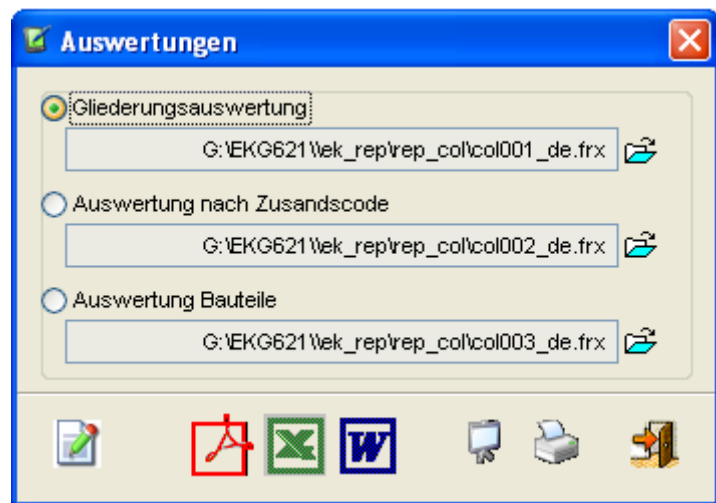 Auswertungen
Gliederungsauswertung
G:\EKG621\\ek_rep\rep_col\col001_de.frx
Auswertung nach Zusandscode
G:\EKG621\\ek_rep\rep_col\col002_de.frx
Auswertung Bauteile
G:\EKG621\\ek_rep\rep_col\col003_de.frx
W